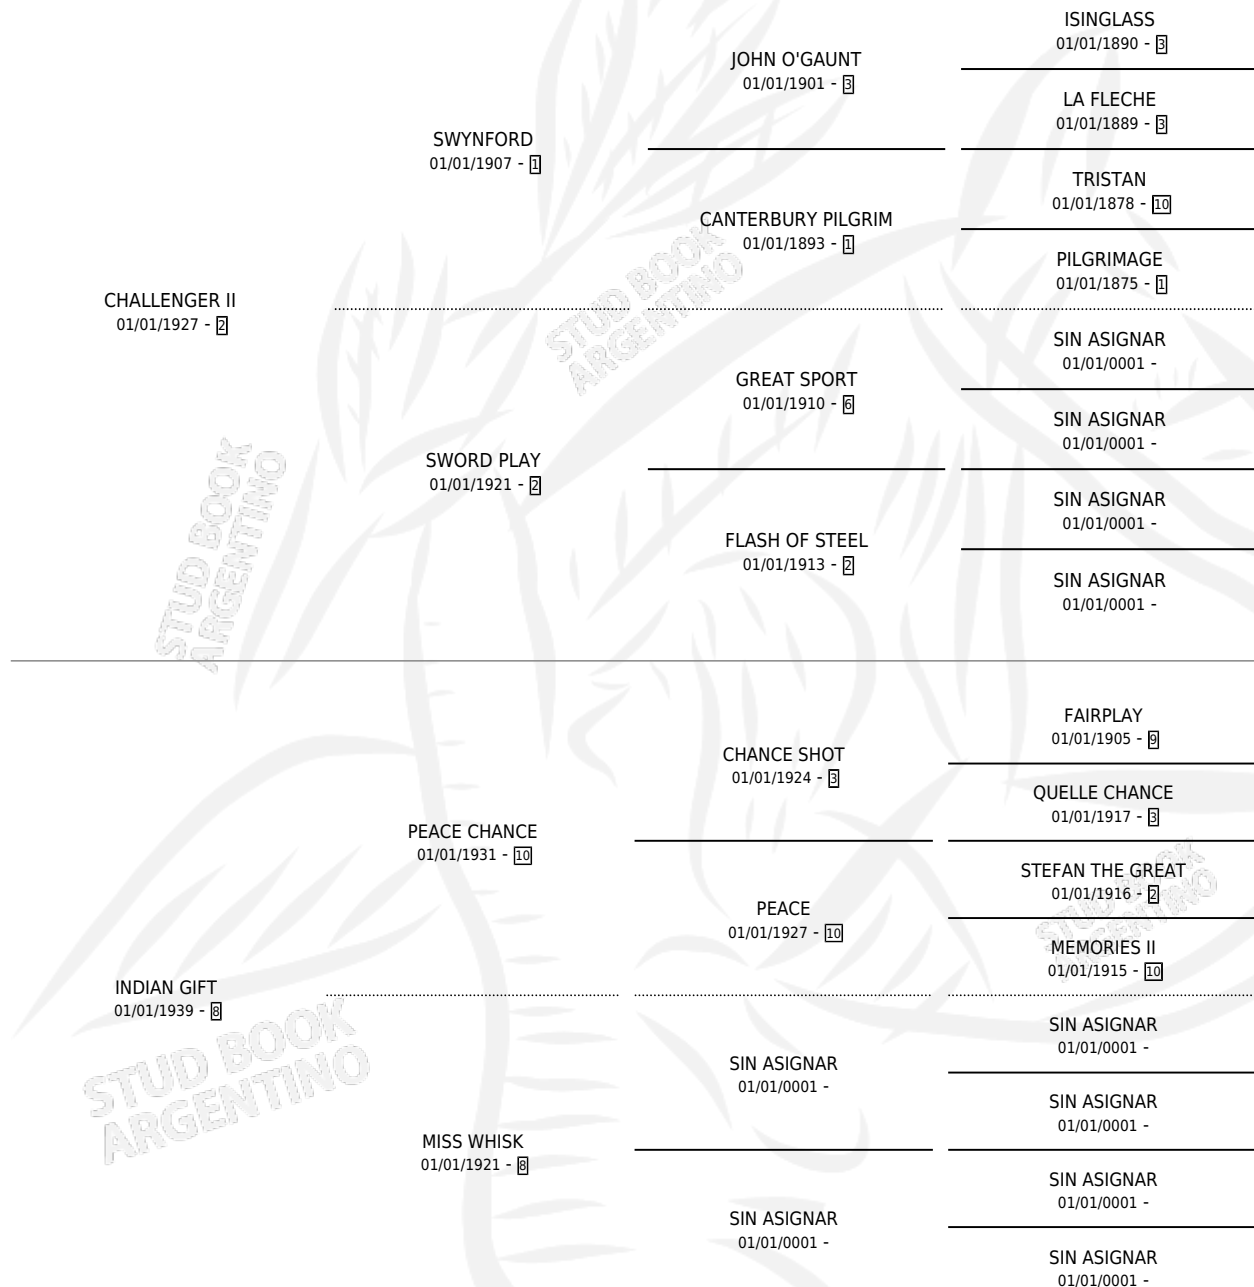 ISINGLASS
01/01/1890 - 3
JOHN O'GAUNT
01/01/1901 - 3
LA FLECHE
01/01/1889 - 3
SWYNFORD
01/01/1907 - 1
TRISTAN
01/01/1878 - 10
CANTERBURY PILGRIM
01/01/1893 - 1
PILGRIMAGE
01/01/1875 - 1
CHALLENGER II
01/01/1927 - 2
STUD BOOK
ARGENTINO
SIN ASIGNAR
01/01/0001 -
GREAT SPORT
01/01/1910 - 6
SIN ASIGNAR
01/01/0001 -
SWORD PLAY
01/01/1921 - 2
SIN ASIGNAR
01/01/0001 -
FLASH OF STEEL
01/01/1913 - 2
SIN ASIGNAR
01/01/0001 -
STUD BOOK
ARGENTINO
FAIRPLAY
01/01/1905 - 9
CHANCE SHOT
01/01/1924 - 3
QUELLE CHANCE
01/01/1917 - 3
PEACE CHANCE
01/01/1931 - 10
STEFAN THE GREAT
01/01/1916 - 2
PEACE
01/01/1927 - 10
STUD BOOK
ARGENTINO
MEMORIES II
01/01/1915 - 10
INDIAN GIFT
01/01/1939 - 8
STUD BOOK
ARGENTINO
SIN ASIGNAR
01/01/0001 -
SIN ASIGNAR
01/01/0001 -
SIN ASIGNAR
01/01/0001 -
MISS WHISK
01/01/1921 - 8
SIN ASIGNAR
01/01/0001 -
SIN ASIGNAR
01/01/0001 -
SIN ASIGNAR
01/01/0001 -